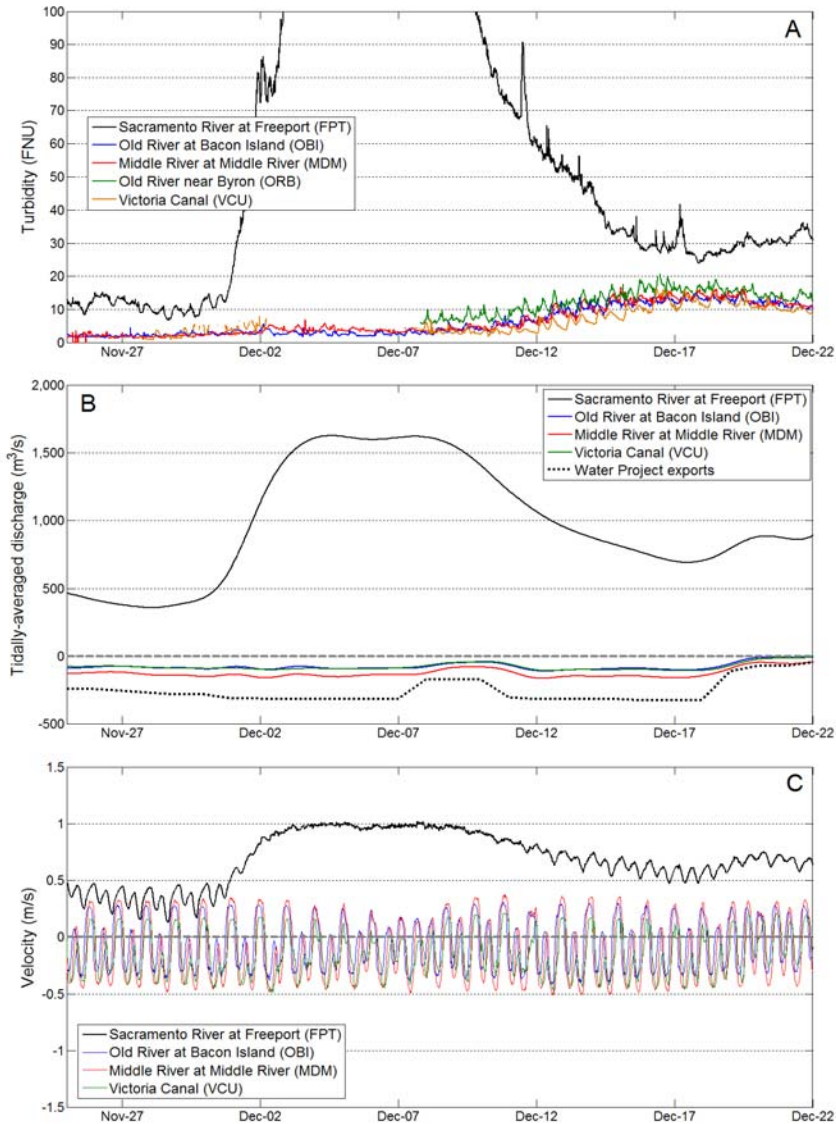 A
100
90
80
70
60
50
40
30
20
10
0
Turbidity (FNU)
Sacramento River at Freeport (FPT)
Old River at Bacon Island (OBI)
Middle River at Middle River (MDM)
Old River near Byron (ORB)
Victoria Canal (VCU)
Nov-27 Dec-02 Dec-07 Dec-12 Dec-17 Dec-22
B
2,000
1,500
1,000
500
0
-500
Tidally-averaged discharge (m³/s)
Sacramento River at Freeport (FPT)
Old River at Bacon Island (OBI)
Middle River at Middle River (MDM)
Victoria Canal (VCU)
Water Project exports
Nov-27 Dec-02 Dec-07 Dec-12 Dec-17 Dec-22
C
1.5
1
0.5
0
-0.5
-1
-1.5
Velocity (m/s)
Sacramento River at Freeport (FPT)
Old River at Bacon Island (OBI)
Middle River at Middle River (MDM)
Victoria Canal (VCU)
Nov-27 Dec-02 Dec-07 Dec-12 Dec-17 Dec-22